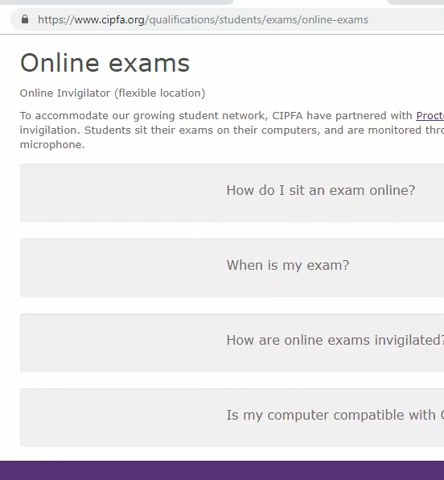 https://www.cipfa.org/qualifications/students/exams/online-exams
Online exams
Online Invigilator (flexible location)
To accommodate our growing student network, CIPFA have partnered with
invigilation. Students sit their exams on their computers, and are monitored
microphone.
How do I sit an exam online?
When is my exam?
How are online exams invigilated?
Is my computer compatible with